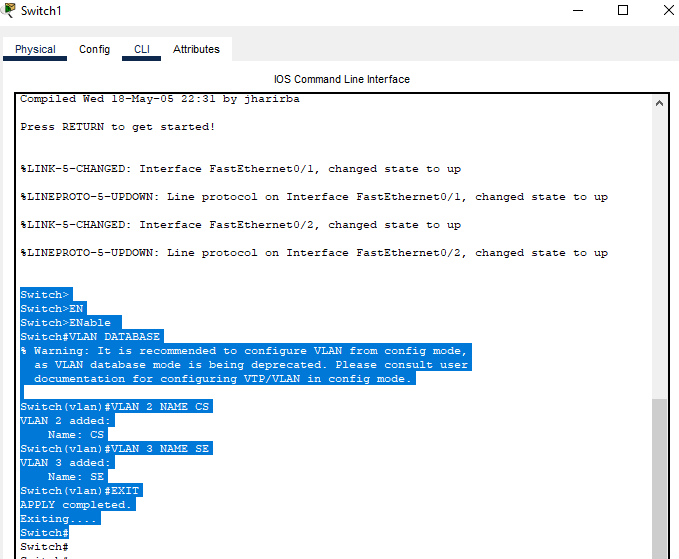 Switch1
Physical Config CLI Attributes
IOS Command Line Interface
Compiled Wed 18-May-05 22:31 by jharirba
Press RETURN to get started!
%LINK-5-CHANGED: Interface FastEthernet0/1, changed state to up
%LINEPROTO-5-UPDOWN: Line protocol on Interface FastEthernet0/1, changed state to up
%LINK-5-CHANGED: Interface FastEthernet0/2, changed state to up
%LINEPROTO-5-UPDOWN: Line protocol on Interface FastEthernet0/2, changed state to up
Switch>
Switch>EN
Switch>ENable
Switch#VLAN DATABASE
% Warning: It is recommended to configure VLAN from config mode,
as VLAN database mode is being deprecated. Please consult user
documentation for configuring VTP/VLAN in config mode.
Switch(vlan)#VLAN 2 NAME CS
VLAN 2 added:
Name: CS
Switch(vlan)#VLAN 3 NAME SE
VLAN 3 added:
Name: SE
Switch(vlan)#EXIT
APPLY completed.
Exiting....
Switch#
Switch#